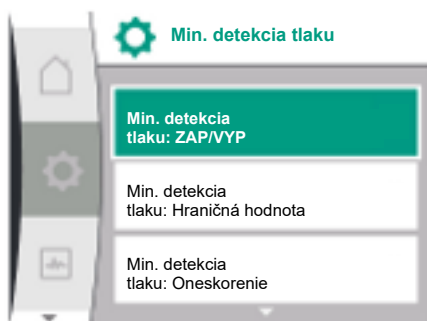 Min. detekcia tlaku
Min. detekcia
tlaku: ZAP/VYP
Min. detekcia
tlaku: Hraničná hodnota
Min. detekcia
tlaku: Oneskorenie